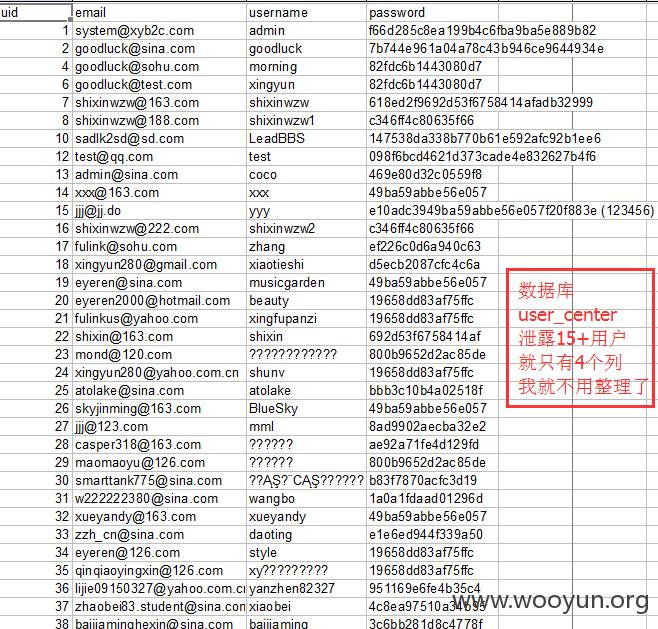 uid email username password
1 system@xyb2c.com admin f66d285c8ea199b4c6fba9ba5e889b82
2 goodluck@sina.com goodluck 7b744e961a04a78c43b946ce9644934e
4 goodluck@sohu.com morning 82fdc6b1443080d7
6 goodluck@test.com xingyun 82fdc6b1443080d7
7 shixinwzw@163.com shixinwzw 618ed2f9692d53f6758414afadb32999
8 shixinwzw@188.com shixinwzw1 c346ff4c80635f66
10 sadlk2sd@sd.com LeadBBS 147538da338b770b61e592afc92b1ee6
12 test@qq.com test 098f6bcd4621d373cade4e832627b4f6
13 admin@sina.com coco 469e80d32c0559f8
14 xxx@163.com xxx 49ba59abbe56e057
15 jjj@jj.do yyy e10adc3949ba59abbe56e057f20f883e (123456)
16 shixinwzw@222.com shixinwzw2 c346ff4c80635f66
17 fulink@sohu.com zhang ef226c0d6a940c63
18 xingyun280@gmail.com xiaotieshi d5ecb2087cfc4c6a
19 eyeren@sina.com musicgarden 49ba59abbe56e057
20 eyeren2000@hotmail.com beauty 19658dd83af75ffc
21 fulinkus@yahoo.com xingfupanzi 19658dd83af75ffc
22 shixin@163.com shixin 692d53f6758414af
23 mond@120.com ???????????? 800b9652d2ac85de
24 xingyun280@yahoo.com.cn shunv 19658dd83af75ffc
25 atolake@sina.com atolake bbb3c10b4a02518f
26 skyjinming@163.com BlueSky 49ba59abbe56e057
27 jjj@123.com mml 8ad9902aecba32e2
28 casper318@163.com ?????? ae92a71fe4d129fd
29 maomaoyu@126.com ?????? 800b9652d2ac85de
30 smarttank775@sina.com ??ĄŞ?¨CĄŞ?????? b83f7870acfc3d19
31 w222222380@sina.com wangbo 1a0a1fdaad01296d
32 xueyandy@163.com xueyandy 49ba59abbe56e057
33 zzh_cn@sina.com daoting e1e6ed944f339a50
34 eyeren@126.com style 19658dd83af75ffc
35 qinqiaoyingxin@126.com xy????????? 19658dd83af75ffc
36 lijie09150327@yahoo.com.cn yanzhen82327 951169e6fe4b35c4
37 zhaobei83.student@sina.com xiaobei 4c8ea97510a34b95
38 baijiaminghexin@sina.com baijiaming 3c6bb281d8c4778f
数据库
user_center
泄露15+用户
就只有4个列
我就不用整理了
www.wooyun.org